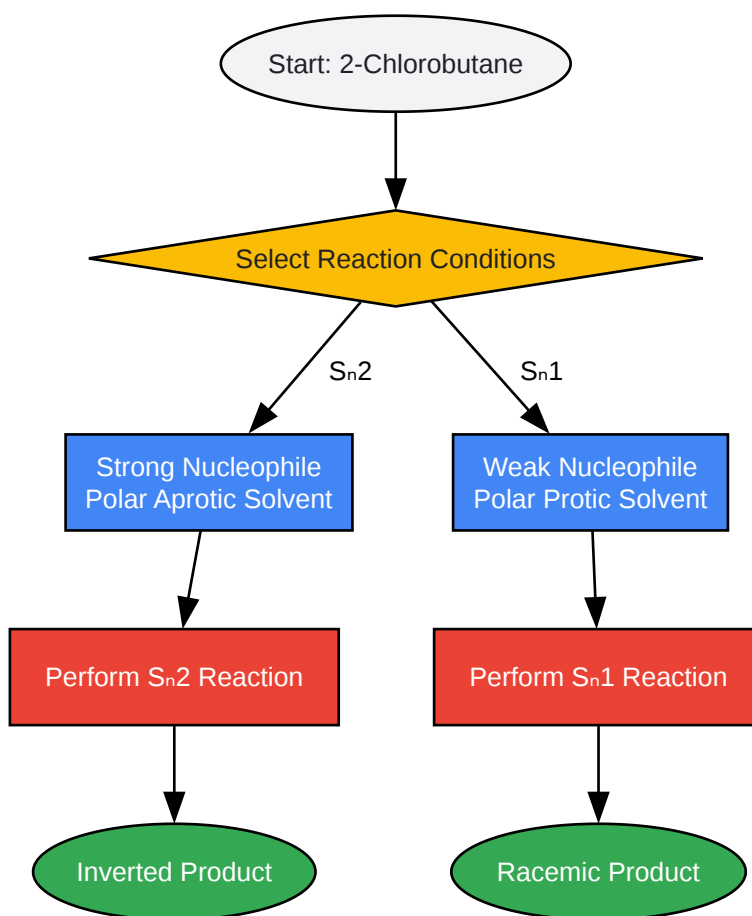 Start: 2-Chlorobutane
Select Reaction Conditions
Sₙ2
Sₙ1
Strong Nucleophile
Polar Aprotic Solvent
Weak Nucleophile
Polar Protic Solvent
Perform Sₙ2 Reaction
Perform Sₙ1 Reaction
Inverted Product
Racemic Product